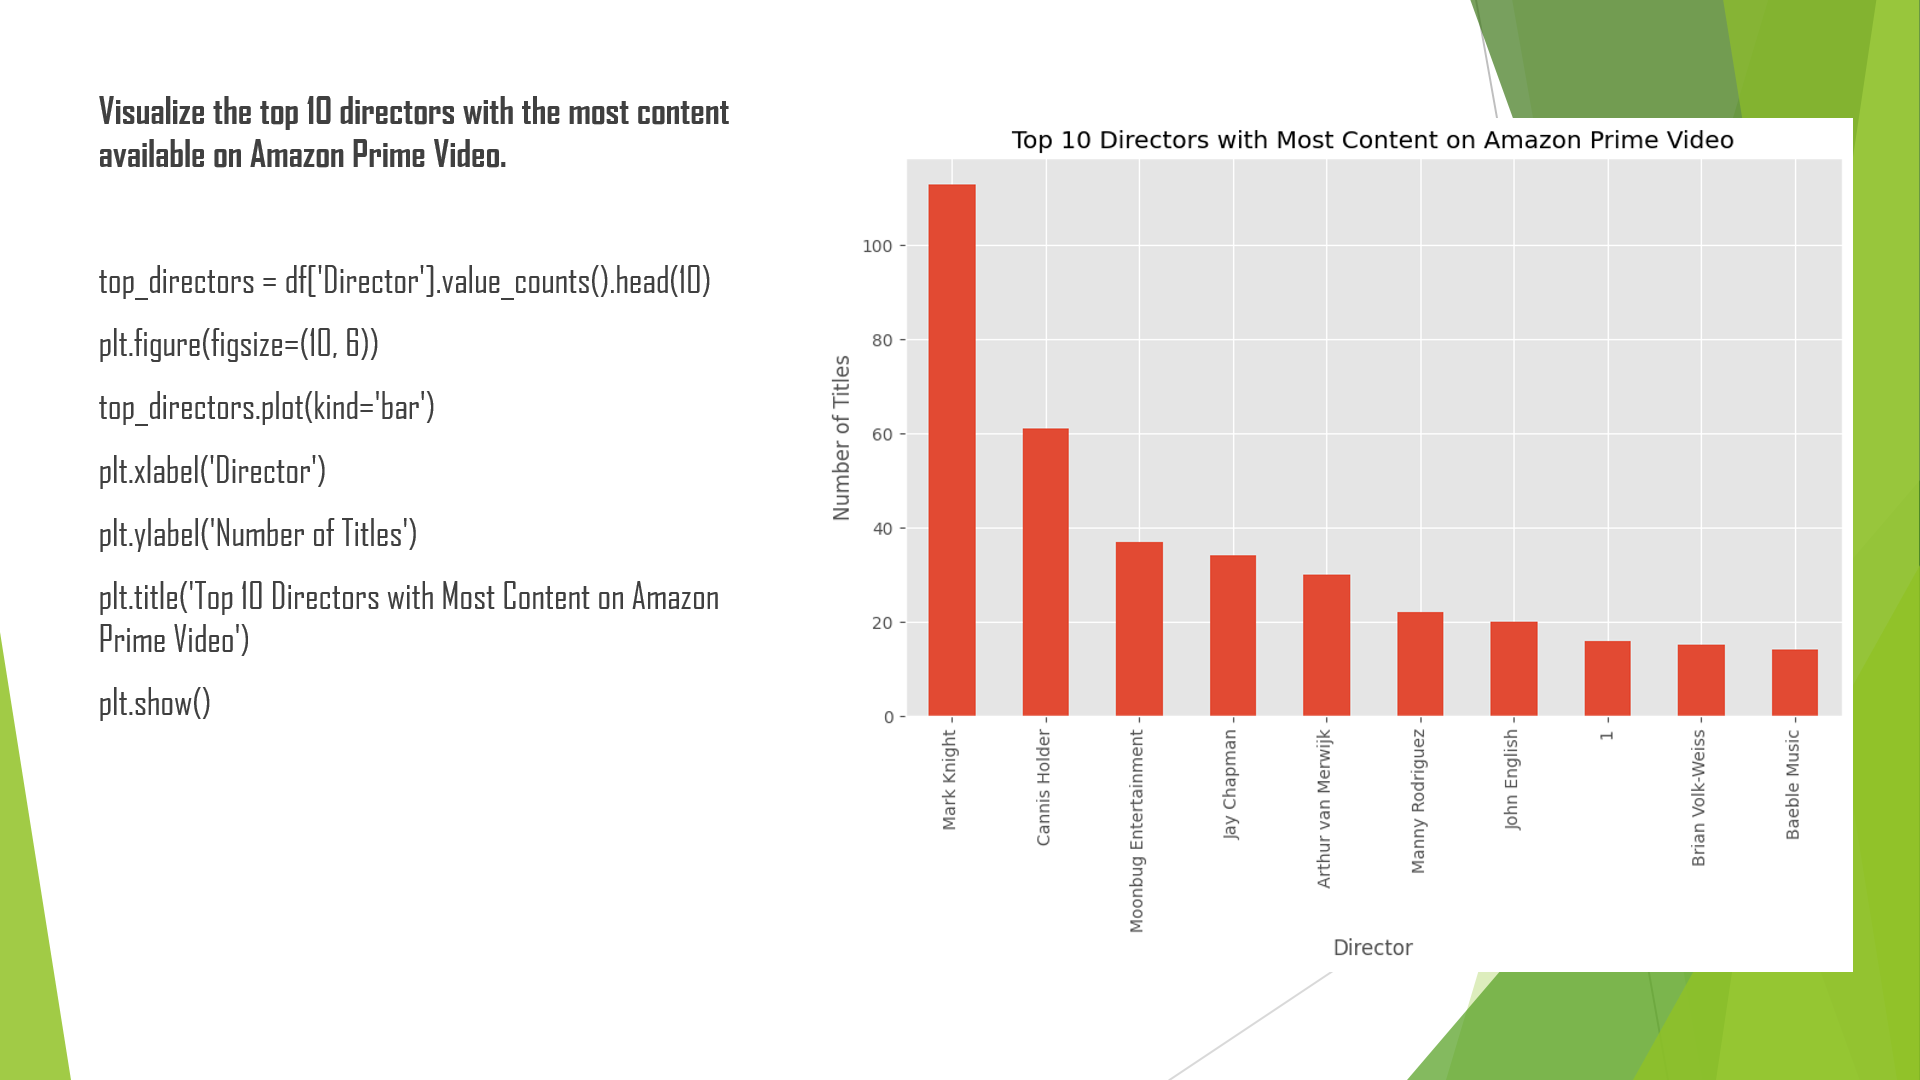 Visualize the top 10 directors with the most content
available on Amazon Prime Video.
top_directors = df['Director'].value_counts().head(10)
plt.figure(figsize=(10, 6))
top_directors.plot(kind='bar')
plt.xlabel('Director')
plt.ylabel('Number of Titles')
plt.title('Top 10 Directors with Most Content on Amazon
Prime Video')
plt.show()
Top 10 Directors with Most Content on Amazon Prime Video
Number of Titles
100
80
60
40
20
0
Mark Knight
Cannis Holder
Moonbug Entertainment
Jay Chapman
Arthur van Merwijk
Manny Rodriguez
John English
1
Brian Volk-Weiss
Baeble Music
Director